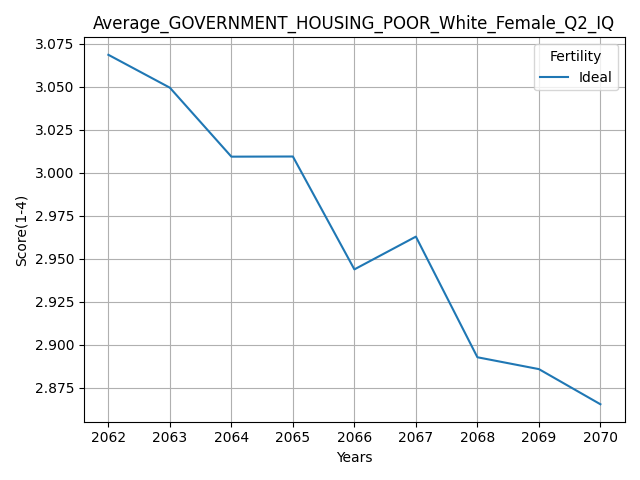 Average_GOVERNMENT_HOUSING_POOR_White_Female_Q2_IQ
Fertility
Ideal
3.075
3.050
3.025
3.000
2.975
2.950
2.925
2.900
2.875
Score(1-4)
2062 2063 2064 2065 2066 2067 2068 2069 2070
Years